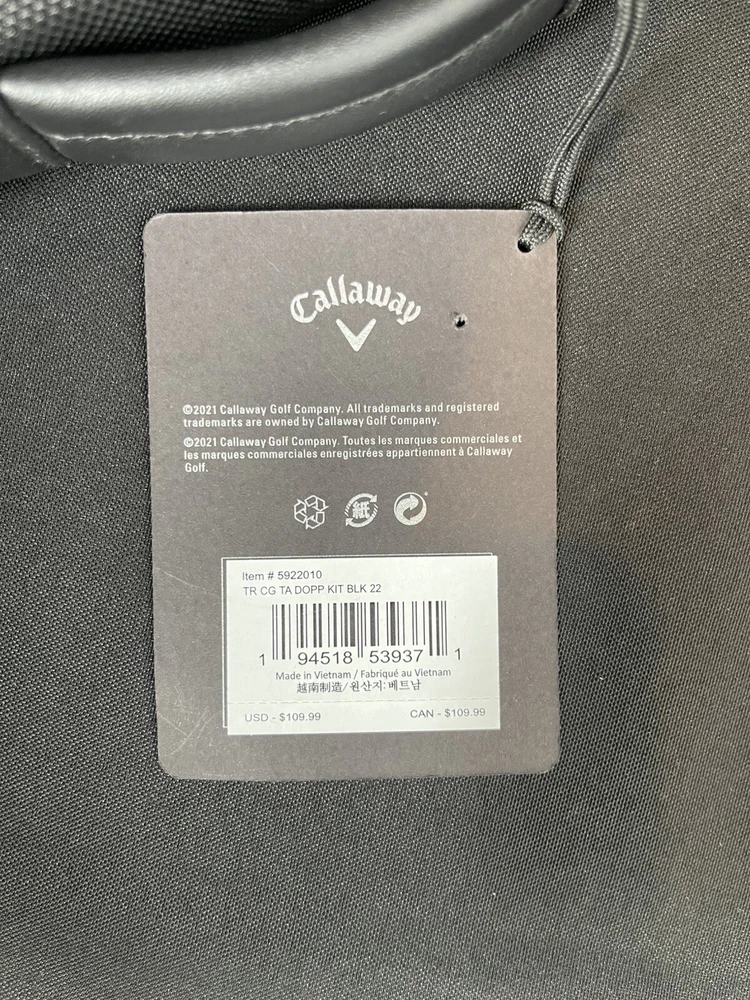 Callaway
©2021 Callaway Golf Company. All trademarks and registered
trademarks are owned by Callaway Golf Company.
©2021 Callaway Golf Company. Toutes les marques commerciales et
les marques commerciales enregistrées appartiennent à Callaway
Golf.
紙
Item # 5922010
TR CG TA DOPP KIT BLK 22
1 94518 53937 1
Made in Vietnam / Fabriqué au Vietnam
越南制造/원산지: 베트남
USD - $109.99 CAN - $109.99